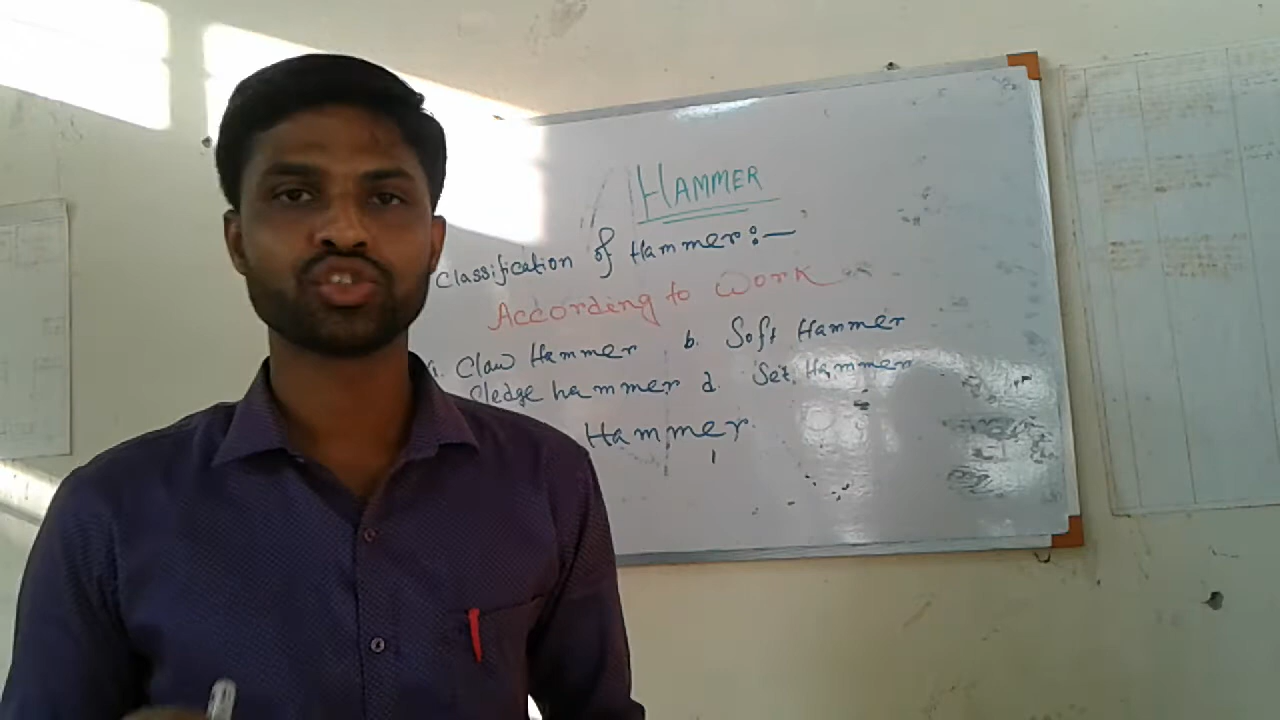 HAMMER
Classification of Hammer:—
According to Work
a. Claw Hammer b. Soft Hammer
Sledge hammer d. Set Hammer
Hammer.